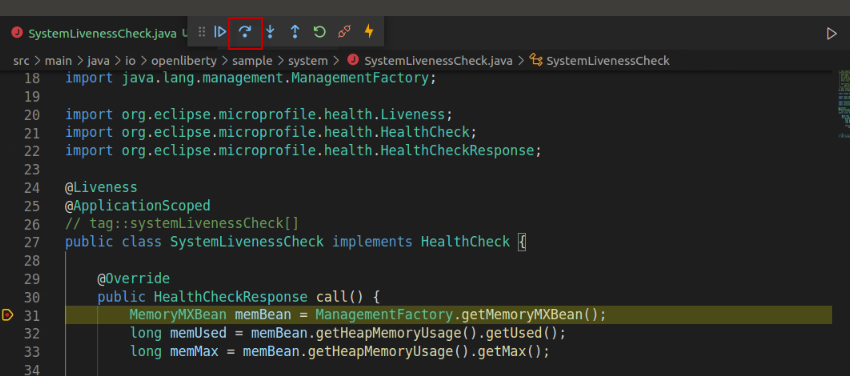 SystemLivenessCheck.java U
src > main > java > io > openliberty > sample > system > SystemLivenessCheck.java > SystemLivenessCheck
18 import java.lang.management.ManagementFactory;
19
20 import org.eclipse.microprofile.health.Liveness;
21 import org.eclipse.microprofile.health.HealthCheck;
22 import org.eclipse.microprofile.health.HealthCheckResponse;
23
24 @Liveness
25 @ApplicationScoped
26 // tag::systemLivenessCheck[]
27 public class SystemLivenessCheck implements HealthCheck {
28
29 @Override
30 public HealthCheckResponse call() {
31 MemoryMXBean memBean = ManagementFactory.getMemoryMXBean();
32 long memUsed = memBean.getHeapMemoryUsage().getUsed();
33 long memMax = memBean.getHeapMemoryUsage().getMax();
34